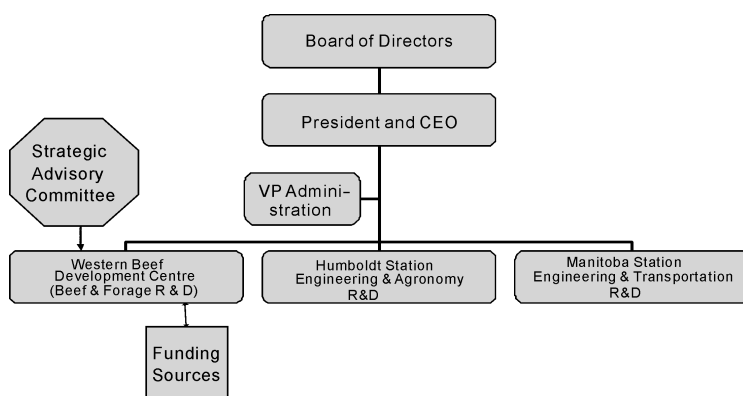 Board of Directors
President and CEO
Strategic
Advisory
Committee
VP Admini-
stration
Western Beef
Development Centre
(Beef & Forage R & D)
Humboldt Station
Engineering & Agronomy
R&D
Manitoba Station
Engineering & Transportation
R&D
Funding
Sources